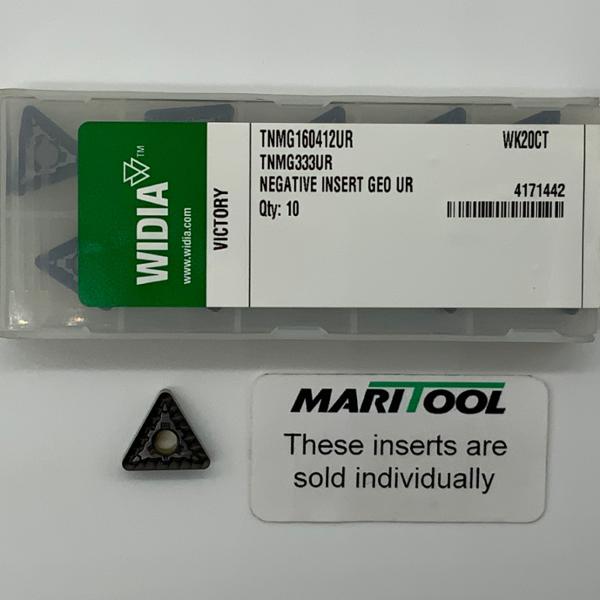 WIDIA™
www.widia.com
VICTORY
TNMG160412UR WK20CT
TNMG333UR
NEGATIVE INSERT GEO UR 4171442
Qty: 10
MARITOOL
These inserts are
sold individually